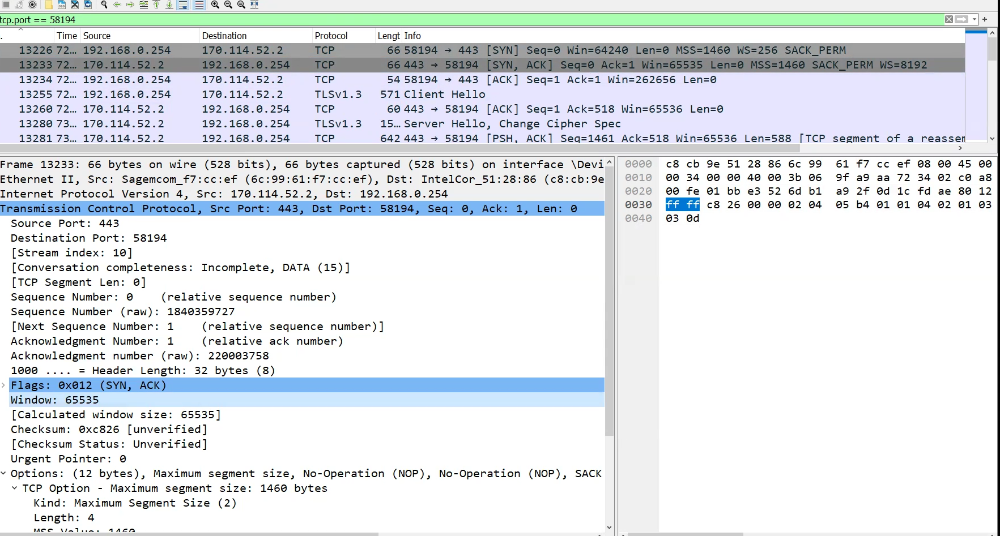 tcp.port == 58194
. Time Source Destination Protocol Lengt Info
13226 72… 192.168.0.254 170.114.52.2 TCP 66 58194 → 443 [SYN] Seq=0 Win=64240 Len=0 MSS=1460 WS=256 SACK_PERM
13233 72… 170.114.52.2 192.168.0.254 TCP 66 443 → 58194 [SYN, ACK] Seq=0 Ack=1 Win=65535 Len=0 MSS=1460 SACK_PERM WS=8192
13234 72… 192.168.0.254 170.114.52.2 TCP 54 58194 → 443 [ACK] Seq=1 Ack=1 Win=262656 Len=0
13255 72… 192.168.0.254 170.114.52.2 TLSv1.3 571 Client Hello
13260 72… 170.114.52.2 192.168.0.254 TCP 60 443 → 58194 [ACK] Seq=1 Ack=518 Win=65536 Len=0
13280 73… 170.114.52.2 192.168.0.254 TLSv1.3 15… Server Hello, Change Cipher Spec
13281 73… 170.114.52.2 192.168.0.254 TCP 642 443 → 58194 [PSH, ACK] Seq=1461 Ack=518 Win=65536 Len=588 [TCP segment of a reassem
Frame 13233: 66 bytes on wire (528 bits), 66 bytes captured (528 bits) on interface \Devi
Ethernet II, Src: Sagemcom_f7:cc:ef (6c:99:61:f7:cc:ef), Dst: IntelCor_51:28:86 (c8:cb:9e
Internet Protocol Version 4, Src: 170.114.52.2, Dst: 192.168.0.254
Transmission Control Protocol, Src Port: 443, Dst Port: 58194, Seq: 0, Ack: 1, Len: 0
Source Port: 443
Destination Port: 58194
[Stream index: 10]
[Conversation completeness: Incomplete, DATA (15)]
[TCP Segment Len: 0]
Sequence Number: 0 (relative sequence number)
Sequence Number (raw): 1840359727
[Next Sequence Number: 1 (relative sequence number)]
Acknowledgment Number: 1 (relative ack number)
Acknowledgment number (raw): 220003758
1000 .... = Header Length: 32 bytes (8)
Flags: 0x012 (SYN, ACK)
Window: 65535
[Calculated window size: 65535]
Checksum: 0xc826 [unverified]
[Checksum Status: Unverified]
Urgent Pointer: 0
Options: (12 bytes), Maximum segment size, No-Operation (NOP), No-Operation (NOP), SACK
TCP Option - Maximum segment size: 1460 bytes
Kind: Maximum Segment Size (2)
Length: 4
MSS Value: 1460
0000 c8 cb 9e 51 28 86 6c 99 61 f7 cc ef 08 00 45 00
0010 00 34 00 00 40 00 3b 06 9f a9 aa 72 34 02 c0 a8
0020 00 fe 01 bb e3 52 6d b1 a9 2f 0d 1c fd ae 80 12
0030 ff ff c8 26 00 00 02 04 05 b4 01 01 04 02 01 03
0040 03 0d